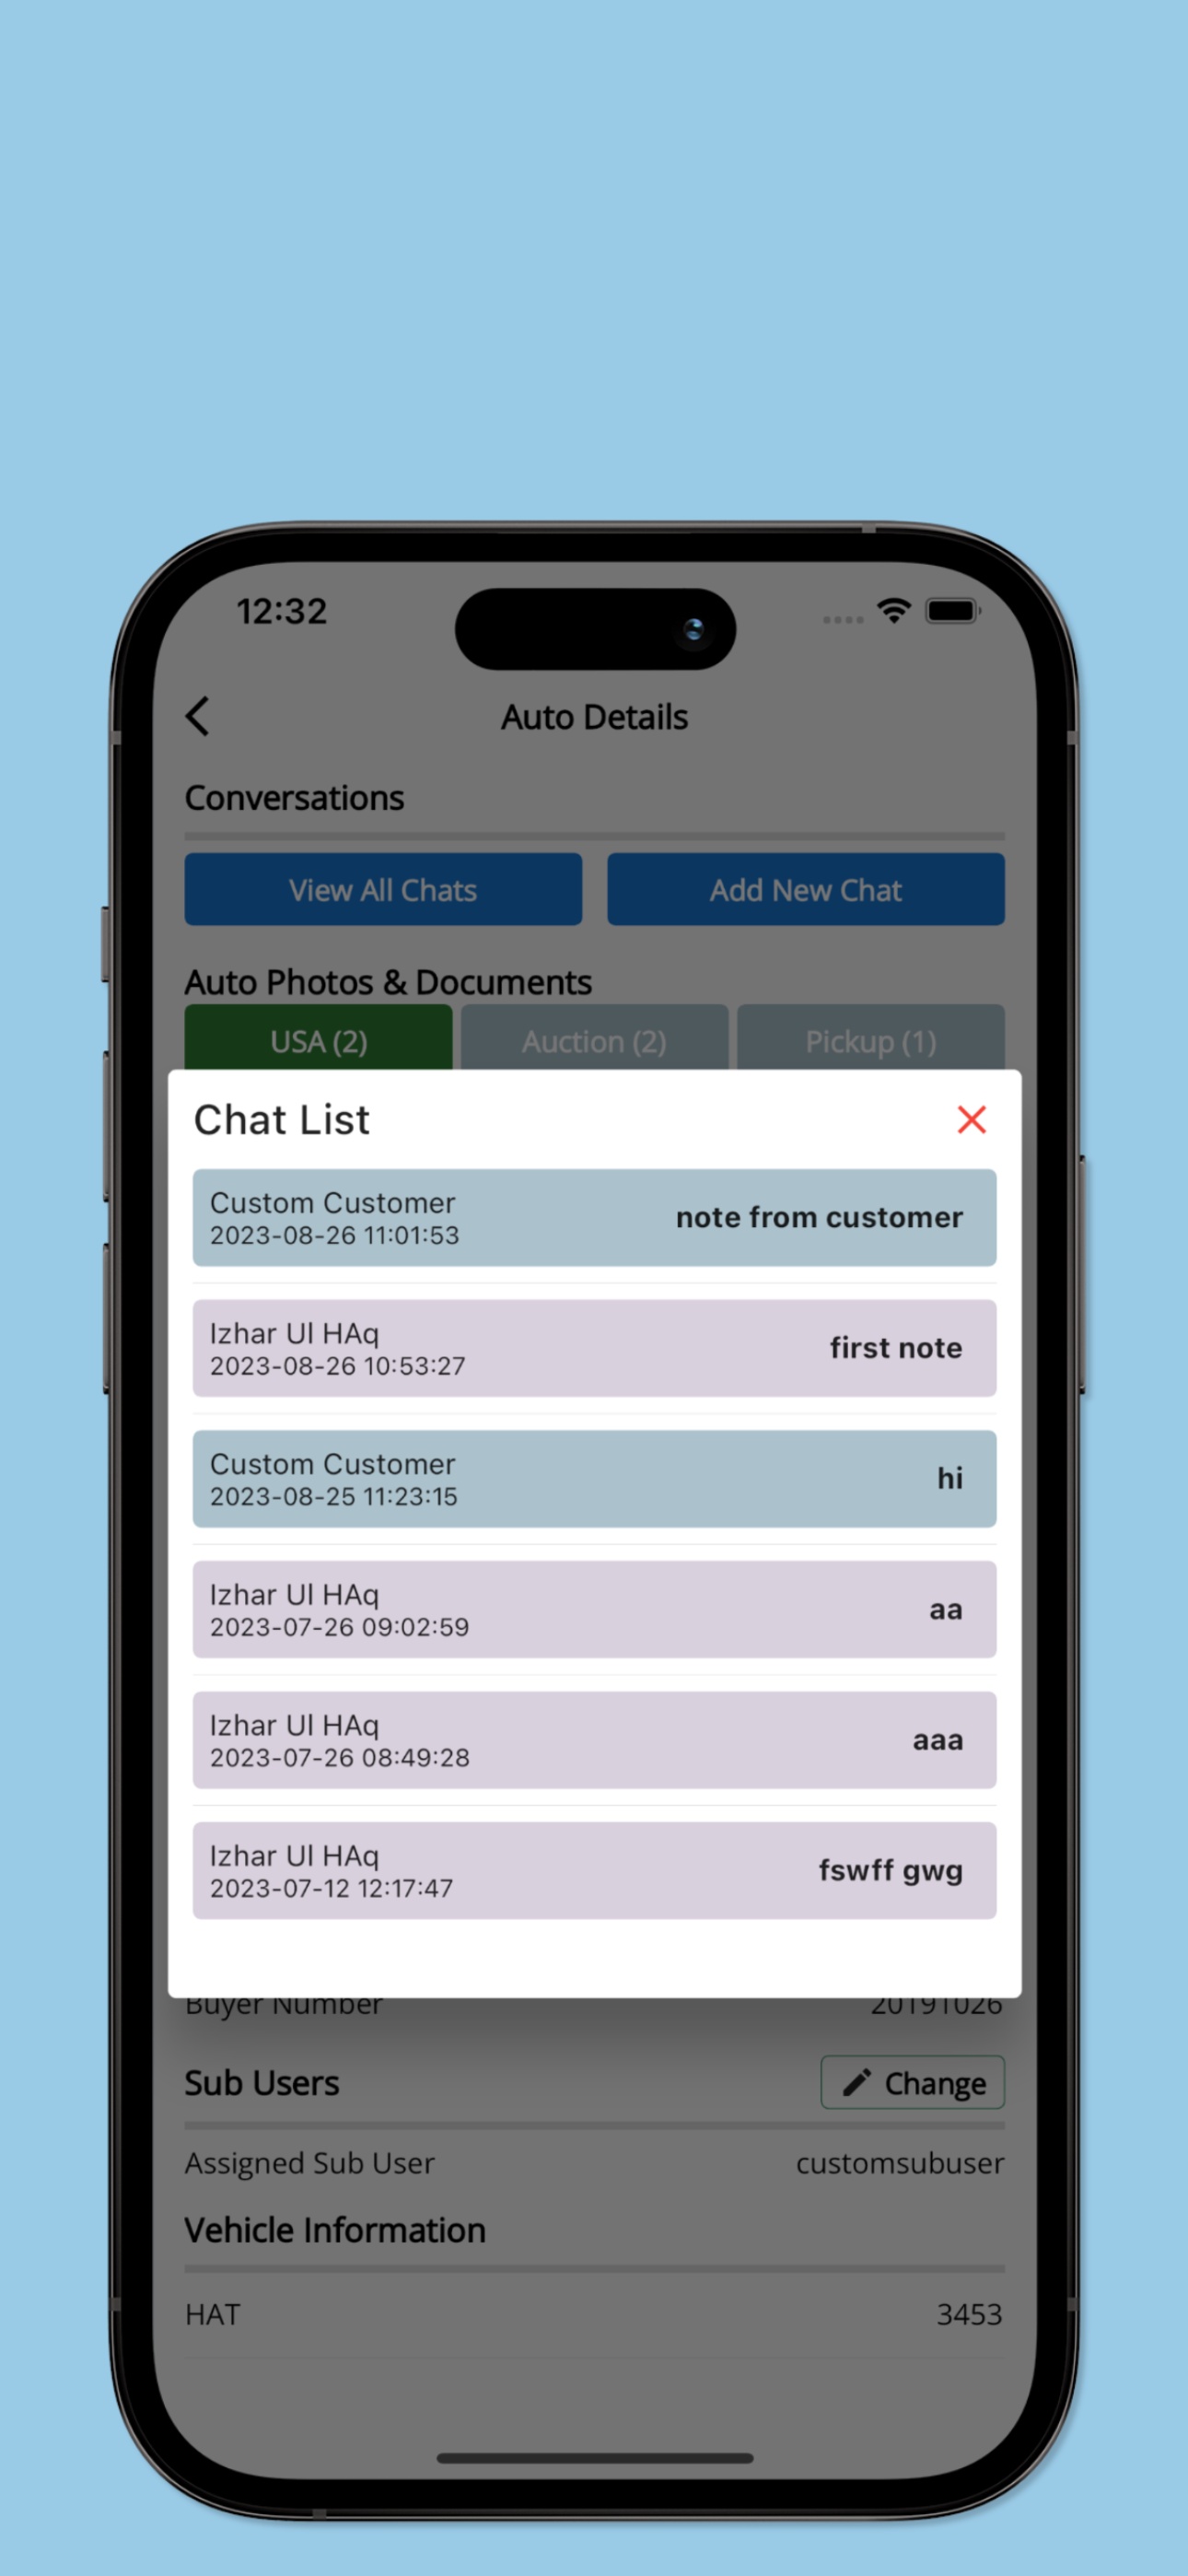 12:32
Auto Details
Conversations
View All Chats
Add New Chat
Auto Photos & Documents
USA (2)
Auction (2)
Pickup (1)
Chat List
Custom Customer
2023-08-26 11:01:53
note from customer
Izhar Ul HAq
2023-08-26 10:53:27
first note
Custom Customer
2023-08-25 11:23:15
hi
Izhar Ul HAq
2023-07-26 09:02:59
aa
Izhar Ul HAq
2023-07-26 08:49:28
aaa
Izhar Ul HAq
2023-07-12 12:17:47
fswff gwg
Buyer Number
20191026
Sub Users
Change
Assigned Sub User
customsubuser
Vehicle Information
HAT
3453